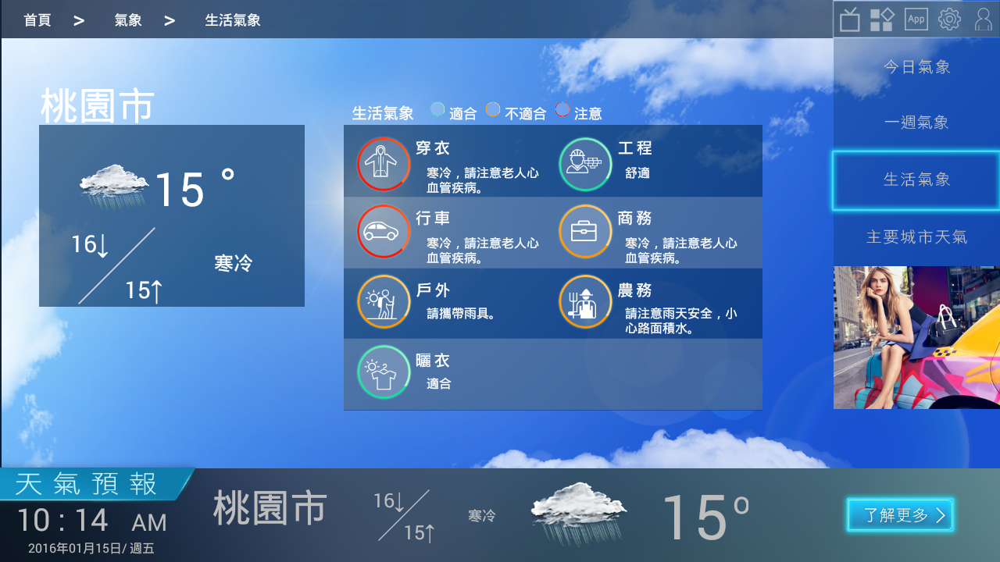 首頁 > 氣象 > 生活氣象
App
今日氣象
一週氣象
生活氣象
主要城市天氣
桃園市
15°
16↓
15↑
寒冷
生活氣象 適合 不適合 注意
穿衣
寒冷，請注意老人心
血管疾病。
工程
舒適
行車
寒冷，請注意老人心
血管疾病。
商務
寒冷，請注意老人心
血管疾病。
戶外
請攜帶雨具。
農務
請注意雨天安全，小
心路面積水。
曬衣
適合
天氣預報
10 : 14 AM
2016年01月15日/ 週五
桃園市
16↓
15↑
寒冷
15°
了解更多 >